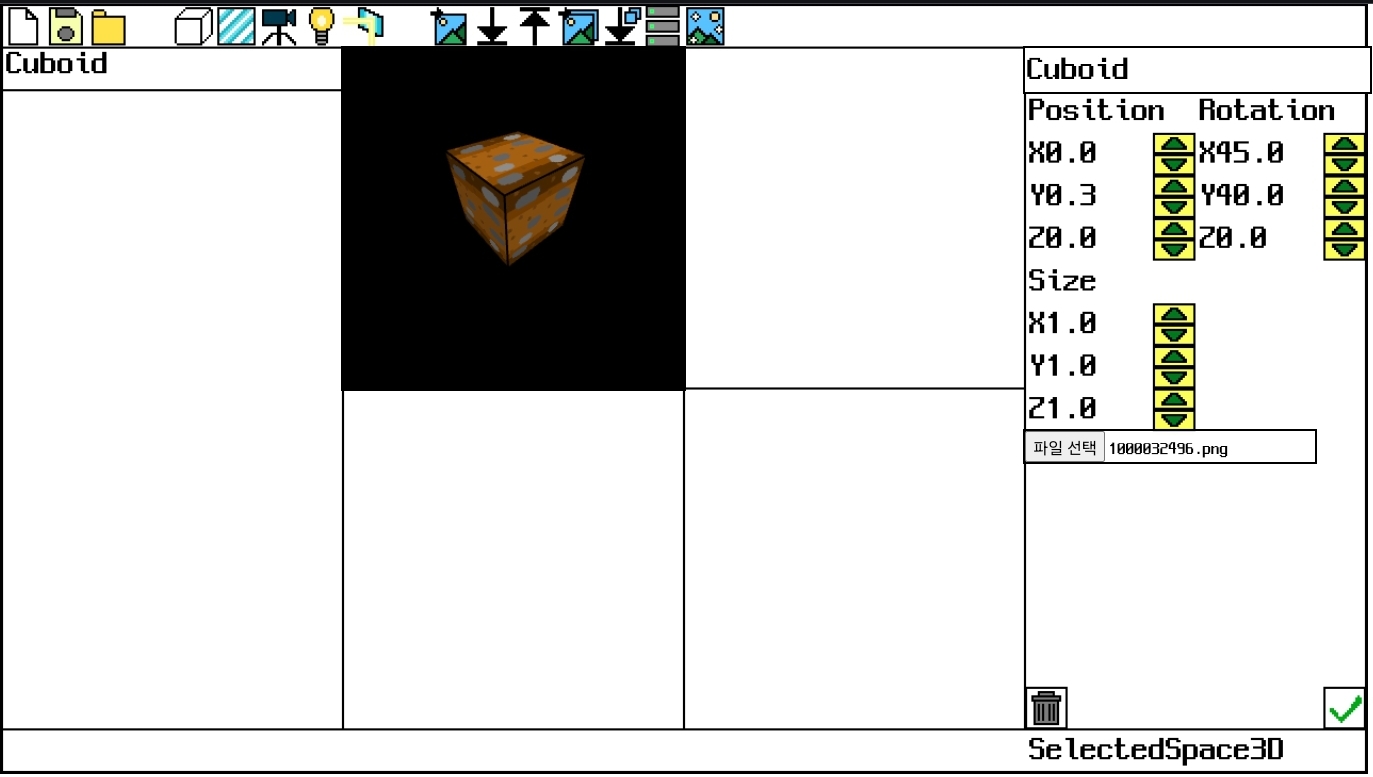 Cuboid
Cuboid
Position Rotation
X0.0 X45.0
Y0.3 Y40.0
Z0.0 Z0.0
Size
X1.0
Y1.0
Z1.0
파일 선택 1000032496.png
SelectedSpace3D